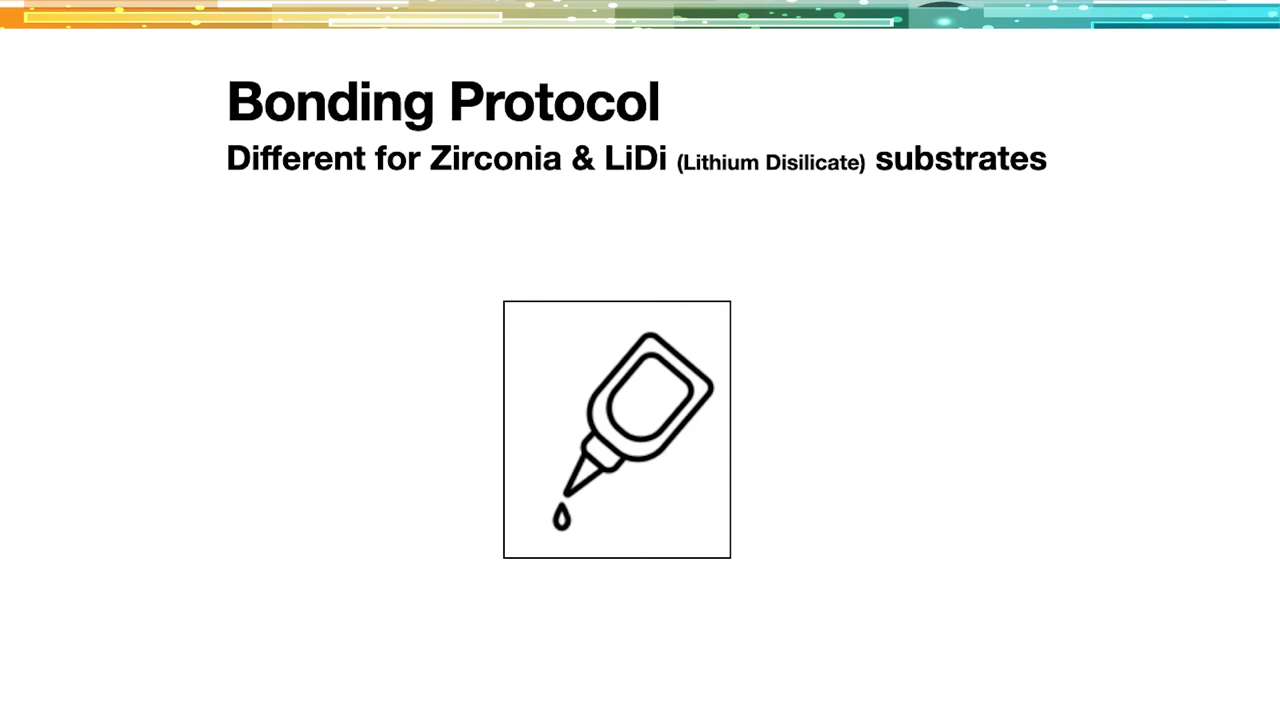 Bonding Protocol
Different for Zirconia & LiDi (Lithium Disilicate) substrates